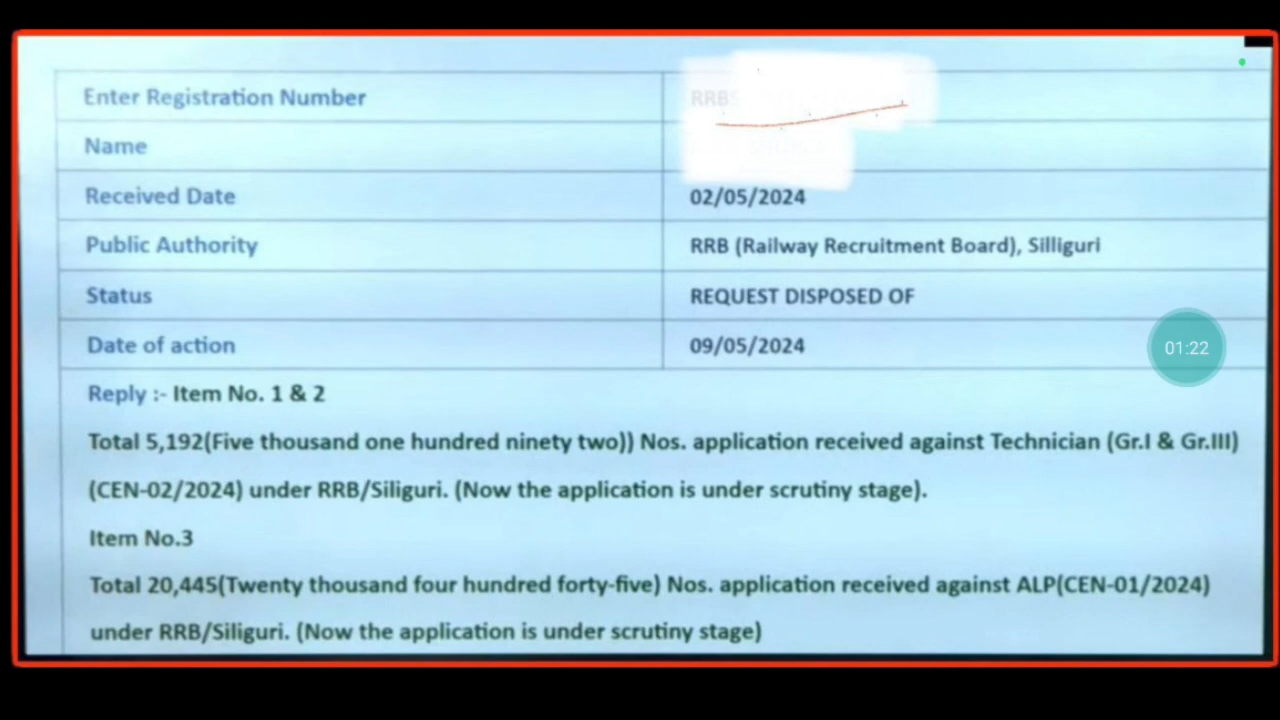 Enter Registration Number
Name
Received Date 02/05/2024
Public Authority RRB (Railway Recruitment Board), Silliguri
Status REQUEST DISPOSED OF
Date of action 09/05/2024
Reply :- Item No. 1 & 2
Total 5,192(Five thousand one hundred ninety two)) Nos. application received against Technician (Gr.I & Gr.III)
(CEN-02/2024) under RRB/Siliguri. (Now the application is under scrutiny stage).
Item No.3
Total 20,445(Twenty thousand four hundred forty-five) Nos. application received against ALP(CEN-01/2024)
under RRB/Siliguri. (Now the application is under scrutiny stage)
01:22